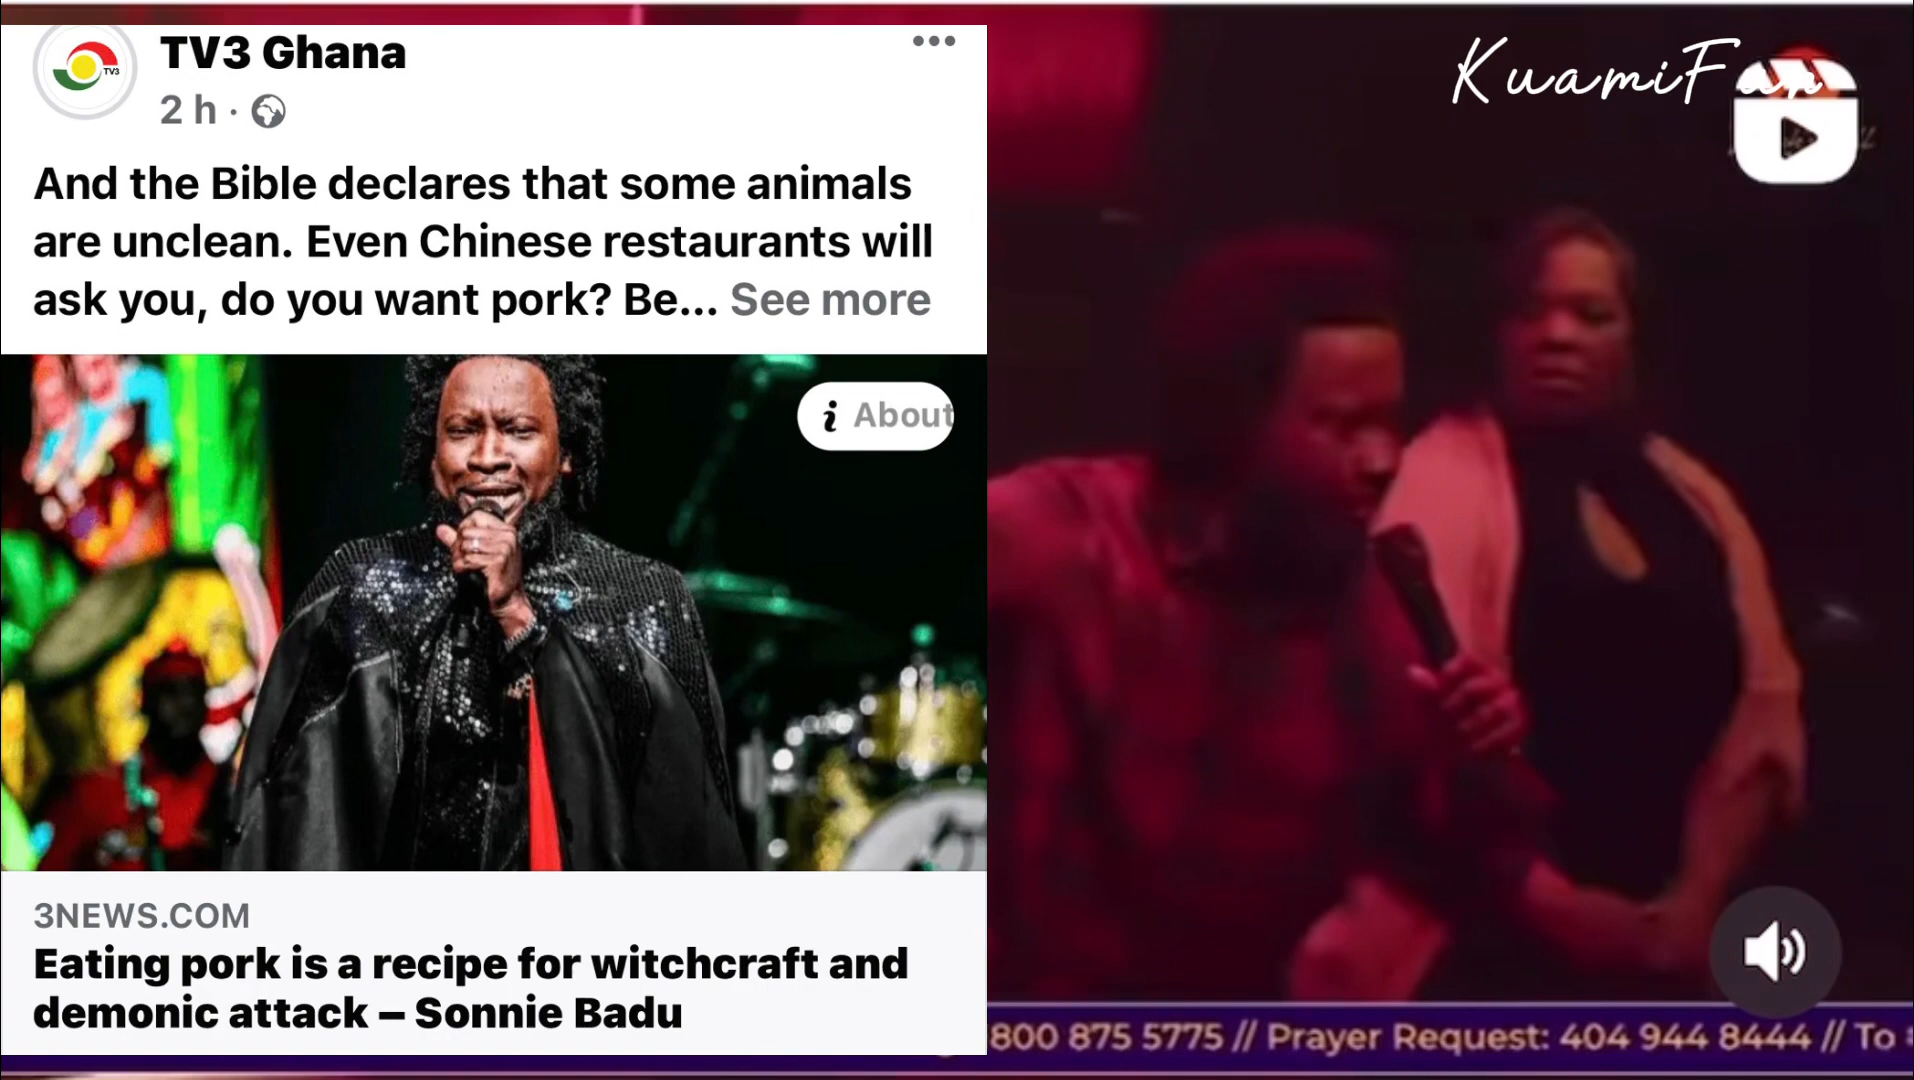 TV3 Ghana
TV3
2 h ·
And the Bible declares that some animals
are unclean. Even Chinese restaurants will
ask you, do you want pork? Be... See more
i About
3NEWS.COM
Eating pork is a recipe for witchcraft and
demonic attack – Sonnie Badu
KuamiFan
800 875 5775 // Prayer Request: 404 944 8444 // To